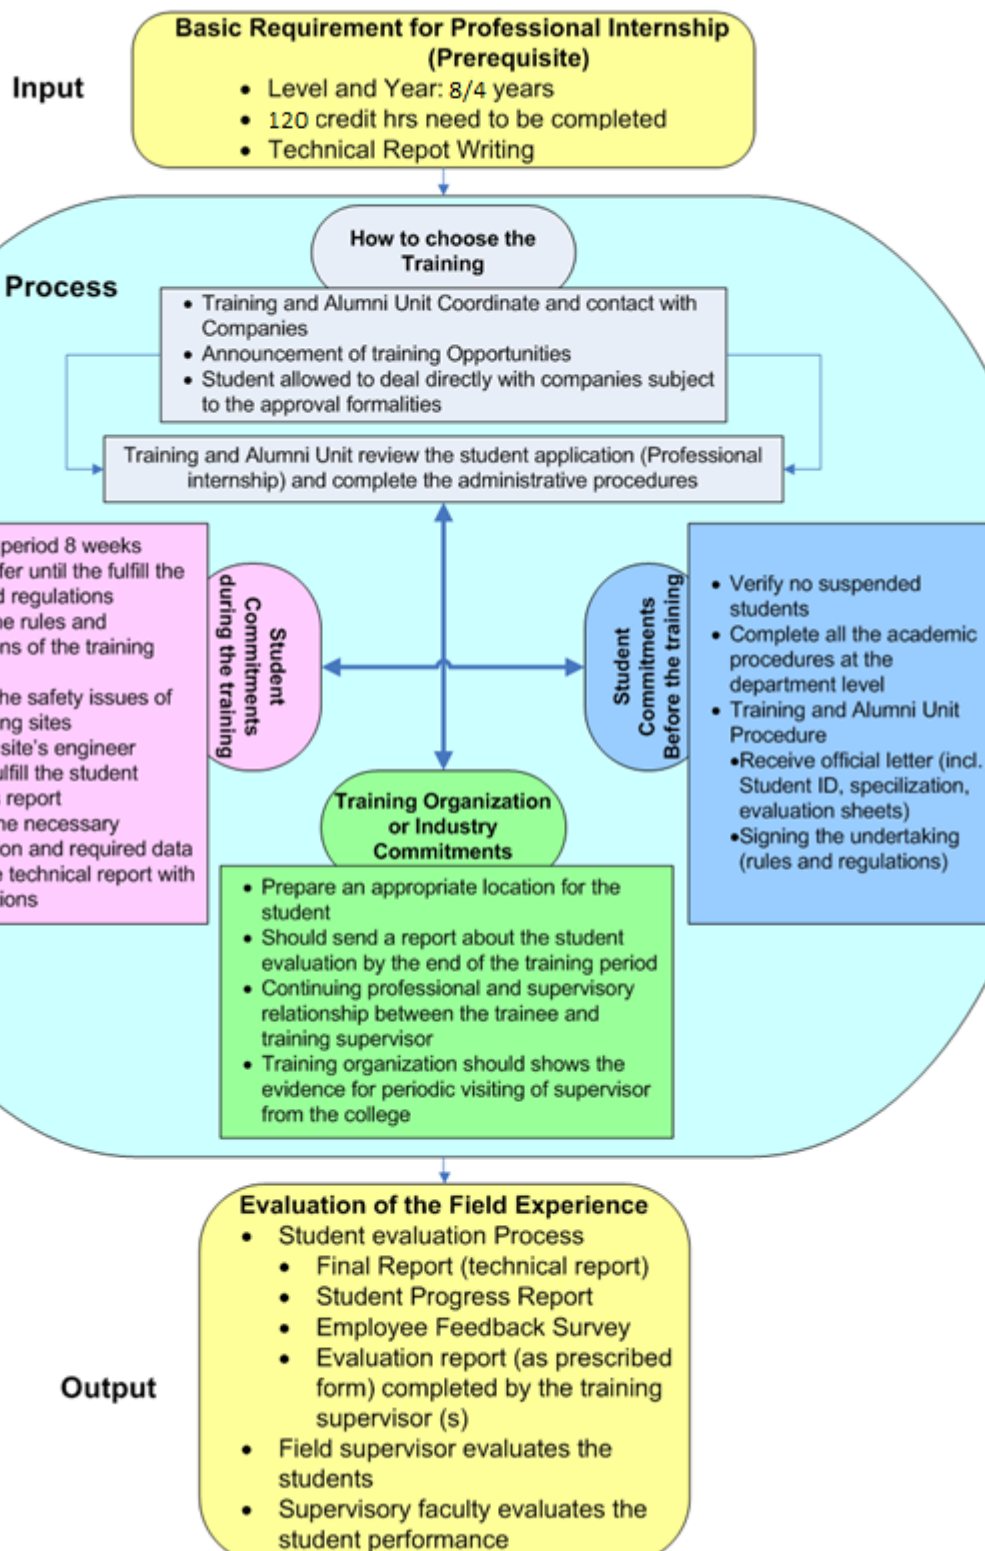 Basic Requirement for Professional Internship
(Prerequisite)
Input
• Level and Year: 8/4 years
• 120 credit hrs need to be completed
• Technical Repot Writing
Process
How to choose the
Training
• Training and Alumni Unit Coordinate and contact with
Companies
• Announcement of training Opportunities
• Student allowed to deal directly with companies subject
to the approval formalities
Training and Alumni Unit review the student application (Professional
internship) and complete the administrative procedures
period 8 weeks
until the fulfill the
regulations
rules and
of the training
the safety issues of
sites
site's engineer
fulfill the student
report
necessary
and required data
technical report with
Student
Commitments
during the training
Student
Commitments
Before the training
• Verify no suspended
students
• Complete all the academic
procedures at the
department level
• Training and Alumni Unit
Procedure
•Receive official letter (incl.
Student ID, specilization,
evaluation sheets)
•Signing the undertaking
(rules and regulations)
Training Organization
or Industry
Commitments
• Prepare an appropriate location for the
student
• Should send a report about the student
evaluation by the end of the training period
• Continuing professional and supervisory
relationship between the trainee and
training supervisor
• Training organization should shows the
evidence for periodic visiting of supervisor
from the college
Evaluation of the Field Experience
• Student evaluation Process
• Final Report (technical report)
• Student Progress Report
• Employee Feedback Survey
• Evaluation report (as prescribed
form) completed by the training
supervisor (s)
Output
• Field supervisor evaluates the
students
• Supervisory faculty evaluates the
student performance